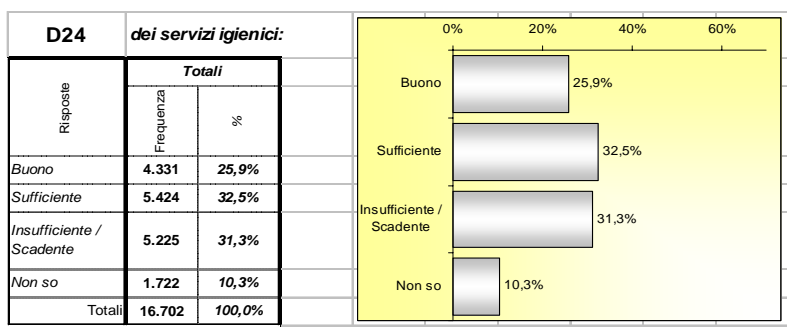 D24 dei servizi igienici:
Risposte Totali
Frequenza %
Buono 4.331 25,9%
Sufficiente 5.424 32,5%
Insufficiente /
Scadente 5.225 31,3%
Non so 1.722 10,3%
Totali 16.702 100,0%
0% 20% 40% 60%
Buono 25,9%
Sufficiente 32,5%
Insufficiente /
Scadente 31,3%
Non so 10,3%